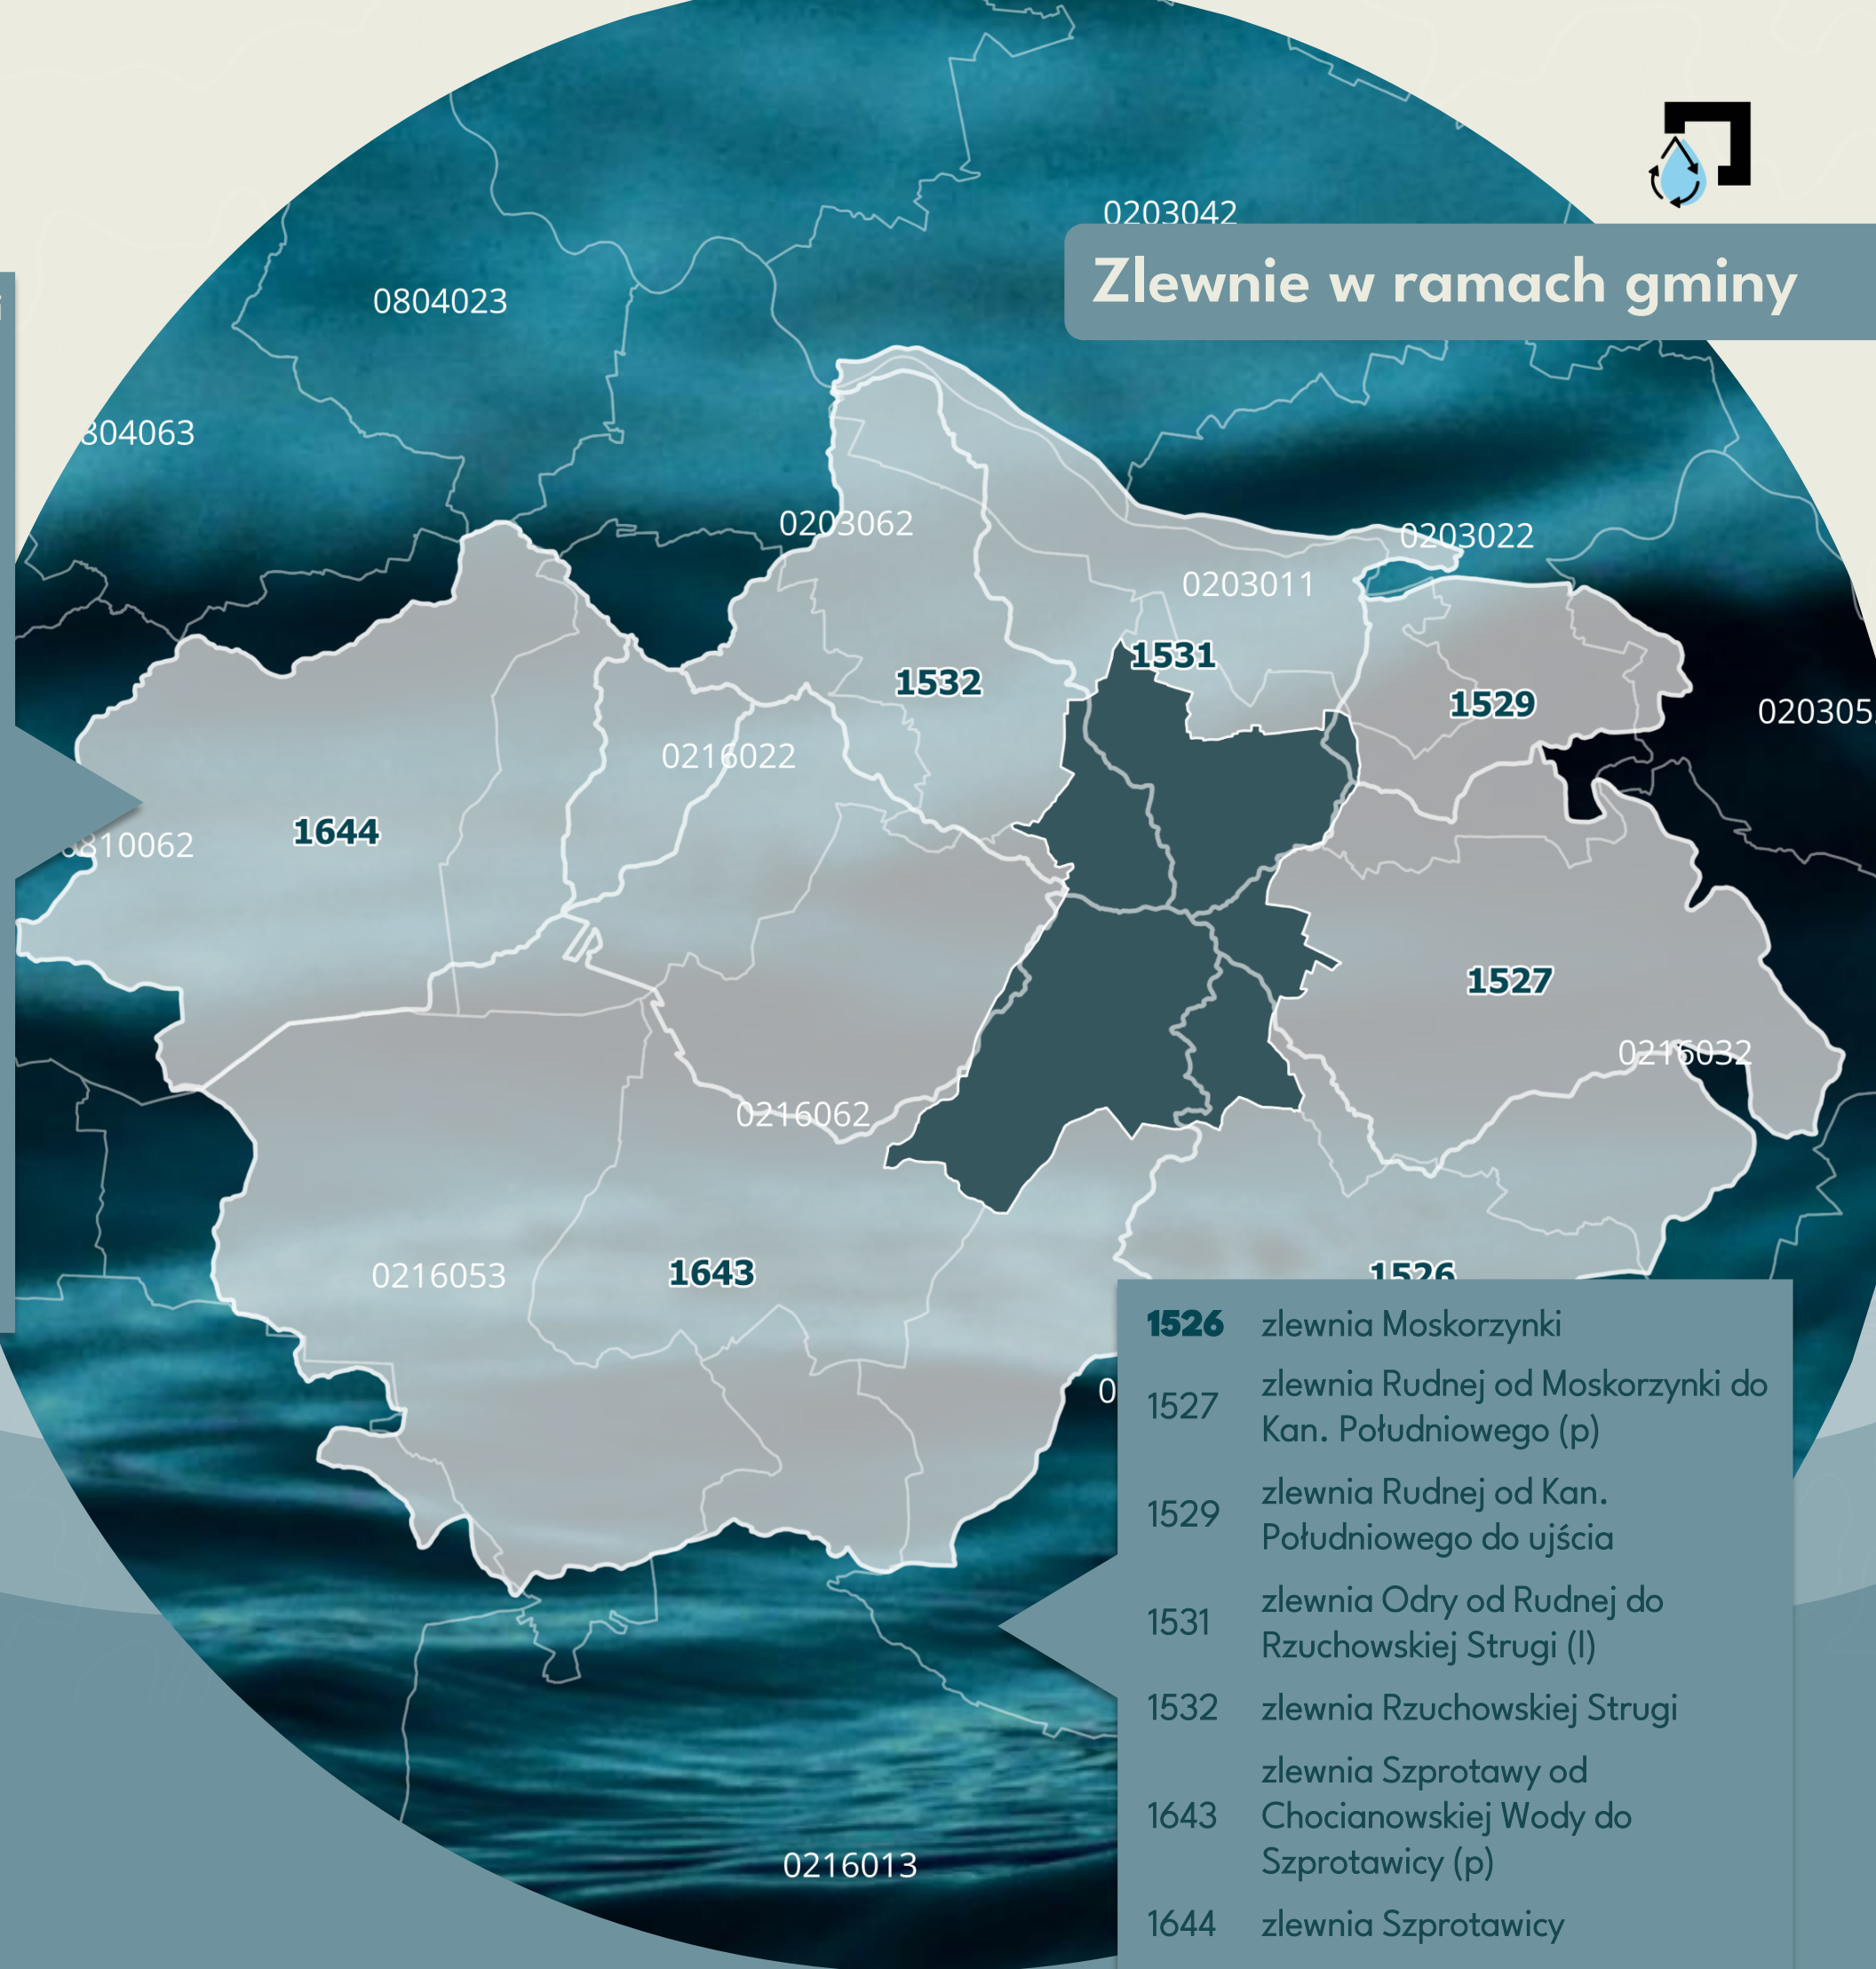 0203042
Zlewnie w ramach gminy
0804023
804063
0203062
0203022
0203011
1531
1532
1529
020305
0216022
1644
810062
1527
0216032
0216062
0216053
1643
1526
1526 zlewnia Moskorzynki
1527 zlewnia Rudnej od Moskorzynki do
Kan. Południowego (p)
1529 zlewnia Rudnej od Kan.
Południowego do ujścia
1531 zlewnia Odry od Rudnej do
Rzuchowskiej Strugi (l)
1532 zlewnia Rzuchowskiej Strugi
1643 zlewnia Szprotawy od
Chocianowskiej Wody do
Szprotawicy (p)
1644 zlewnia Szprotawicy
0216013